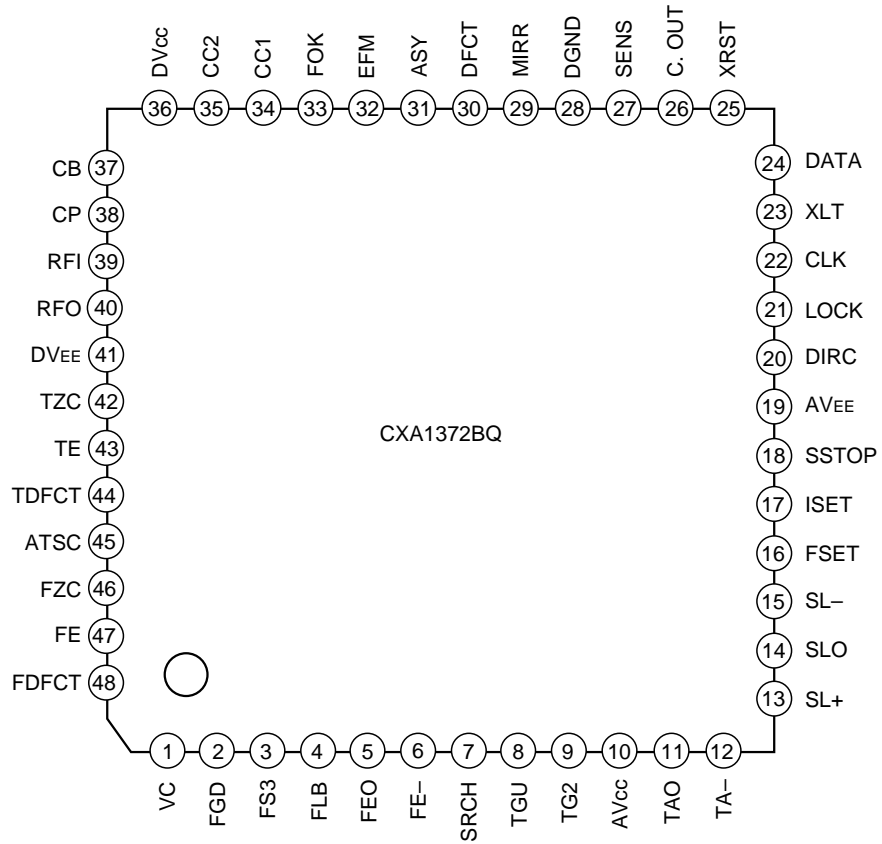 DVcc CC2 CC1 FOK EFM ASY DFCT MIRR DGND SENS C. OUT XRST
36 35 34 33 32 31 30 29 28 27 26 25
CB 37
CP 38
RFI 39
RFO 40
DVEE 41
TZC 42
TE 43
TDFCT 44
ATSC 45
FZC 46
FE 47
FDFCT 48
CXA1372BQ
24 DATA
23 XLT
22 CLK
21 LOCK
20 DIRC
19 AVEE
18 SSTOP
17 ISET
16 FSET
15 SL–
14 SLO
13 SL+
1 2 3 4 5 6 7 8 9 10 11 12
VC FGD FS3 FLB FEO FE– SRCH TGU TG2 AVcc TAO TA–